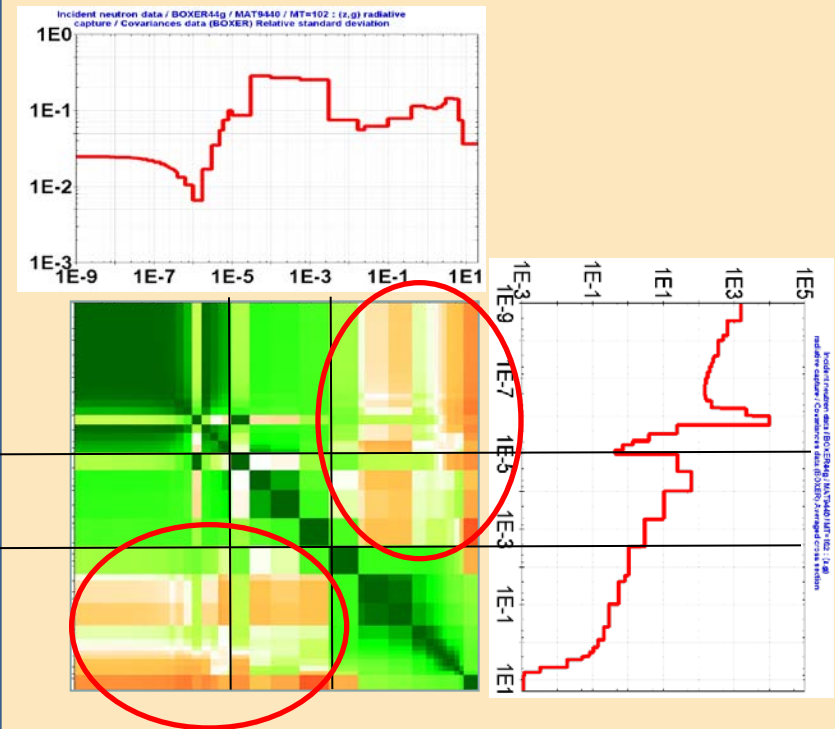 Incident neutron data / BOXER44g / MAT9440 / MT=102 : (z,g) radiative
capture / Covariances data (BOXER) Relative standard deviation
1E0
1E-1
1E-2
1E-3
1E-9 1E-7 1E-5 1E-3 1E-1 1E1
1E-3 1E-1 1E1 1E3 1E5
1E-9
1E-7
1E-5
1E-3
1E-1
1E1
Incident neutron data / BOXER44g / MAT9440 / MT=102 : (z,g)
radiative capture / Covariances data (BOXER) Averaged cross section